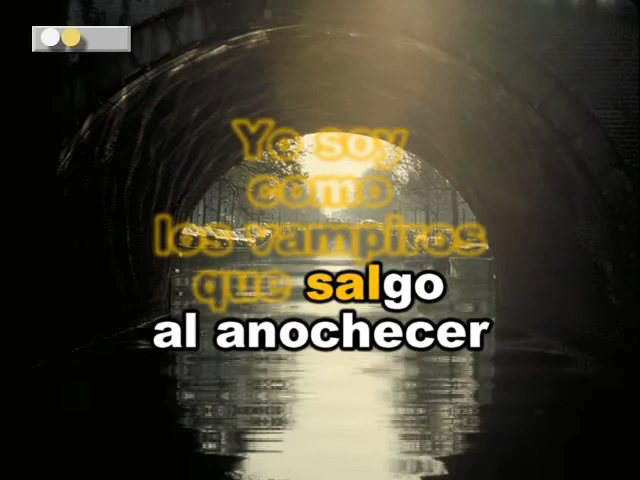 Yo soy
como
los vampiros
que salgo
al anochecer